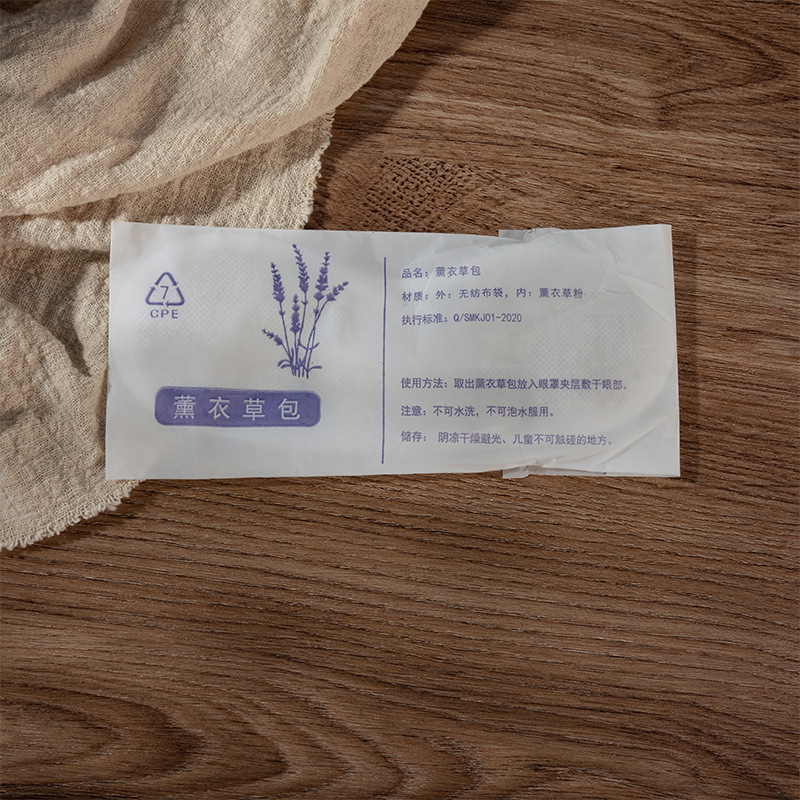 7
CPE
薰衣草包
品名：薰衣草包
材质：外：无纺布袋，内：薰衣草粉
执行标准：Q/SMKJ01-2020
使用方法：取出薰衣草包放入眼罩夹层敷于眼部。
注意：不可水洗，不可泡水服用。
储存：阴凉干燥避光、儿童不可触碰的地方。